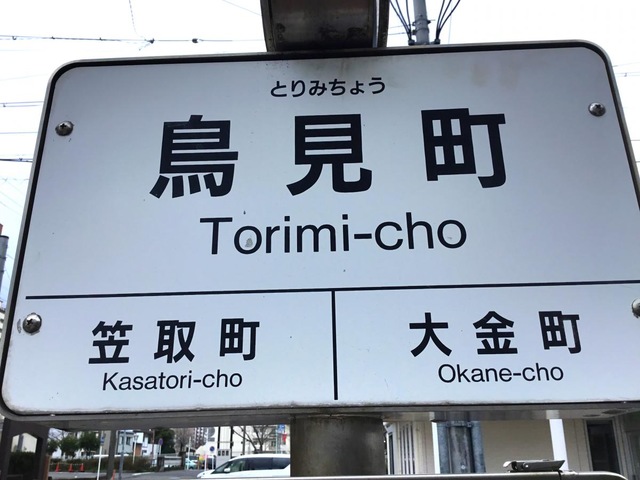 とりみちょう
鳥見町
Torimi-cho
笠取町
Kasatori-cho
大金町
Okane-cho